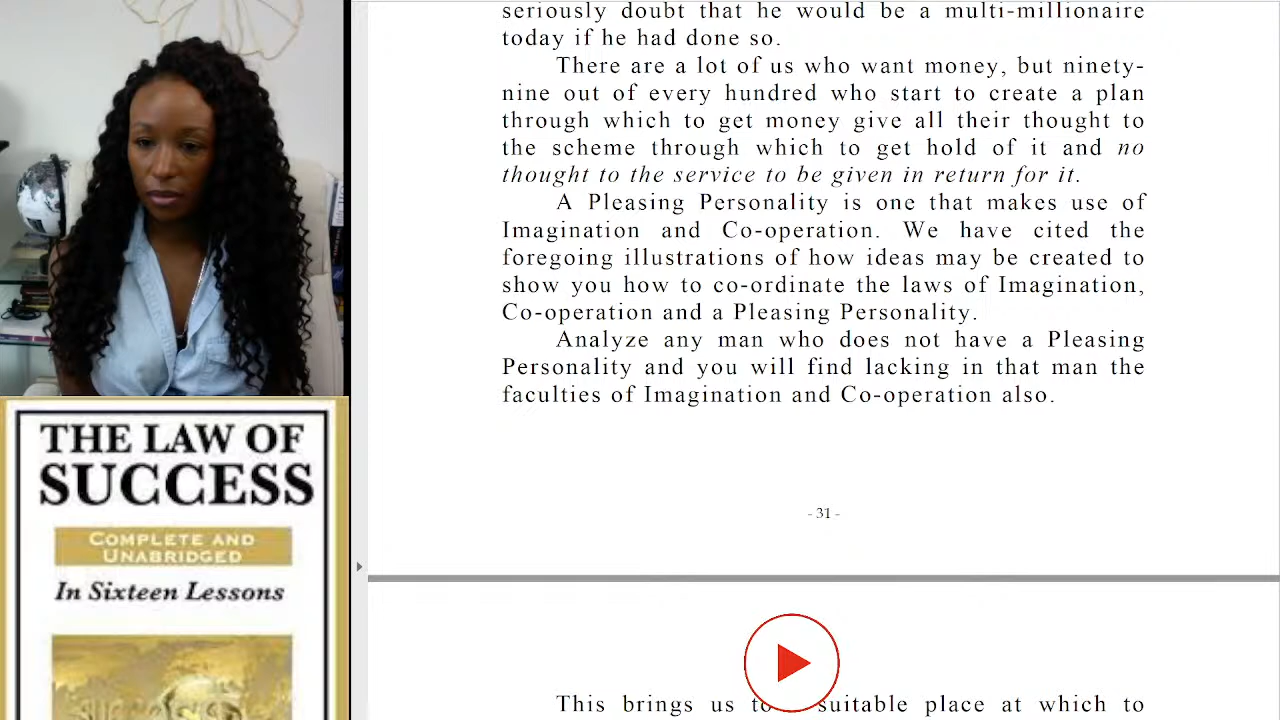 seriously doubt that he would be a multi-millionaire
today if he had done so.
There are a lot of us who want money, but ninety-
nine out of every hundred who start to create a plan
through which to get money give all their thought to
the scheme through which to get hold of it and no
thought to the service to be given in return for it.
A Pleasing Personality is one that makes use of
Imagination and Co-operation. We have cited the
foregoing illustrations of how ideas may be created to
show you how to co-ordinate the laws of Imagination,
Co-operation and a Pleasing Personality.
Analyze any man who does not have a Pleasing
Personality and you will find lacking in that man the
faculties of Imagination and Co-operation also.
- 31 -
This brings us to suitable place at which to
THE LAW OF
SUCCESS
COMPLETE AND
UNABRIDGED
In Sixteen Lessons